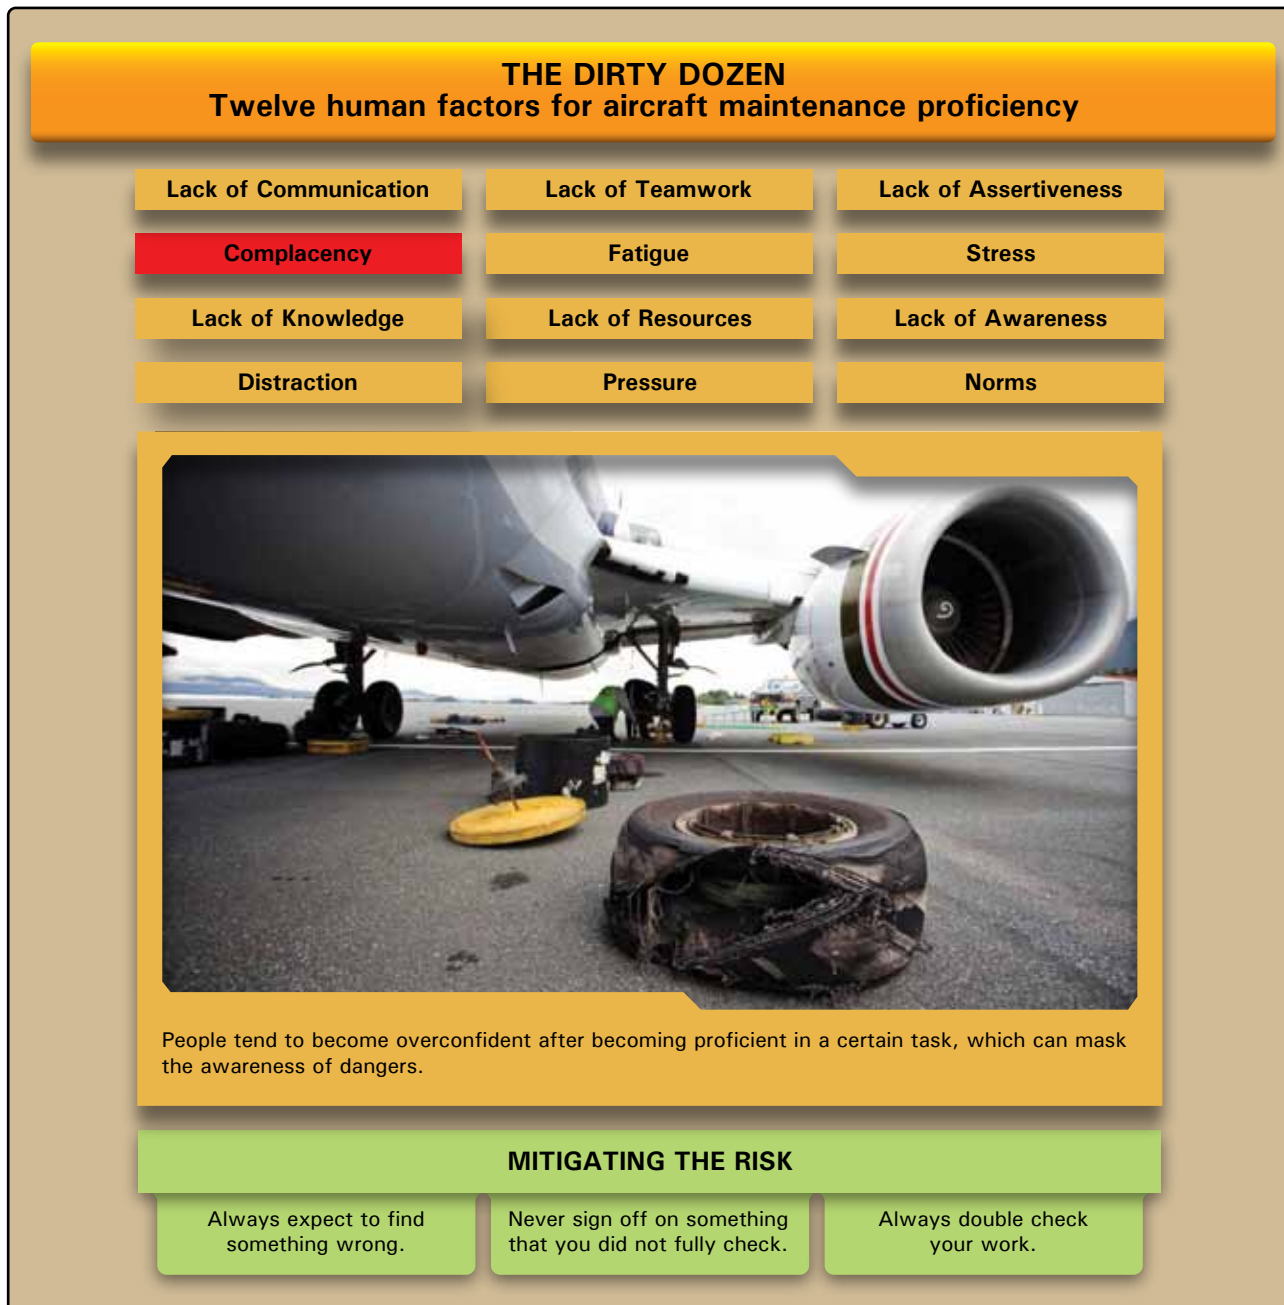 THE DIRTY DOZEN
Twelve human factors for aircraft maintenance proficiency
Lack of Communication
Lack of Teamwork
Lack of Assertiveness
Complacency
Fatigue
Stress
Lack of Knowledge
Lack of Resources
Lack of Awareness
Distraction
Pressure
Norms
People tend to become overconfident after becoming proficient in a certain task, which can mask
the awareness of dangers.
MITIGATING THE RISK
Always expect to find
something wrong.
Never sign off on something
that you did not fully check.
Always double check
your work.